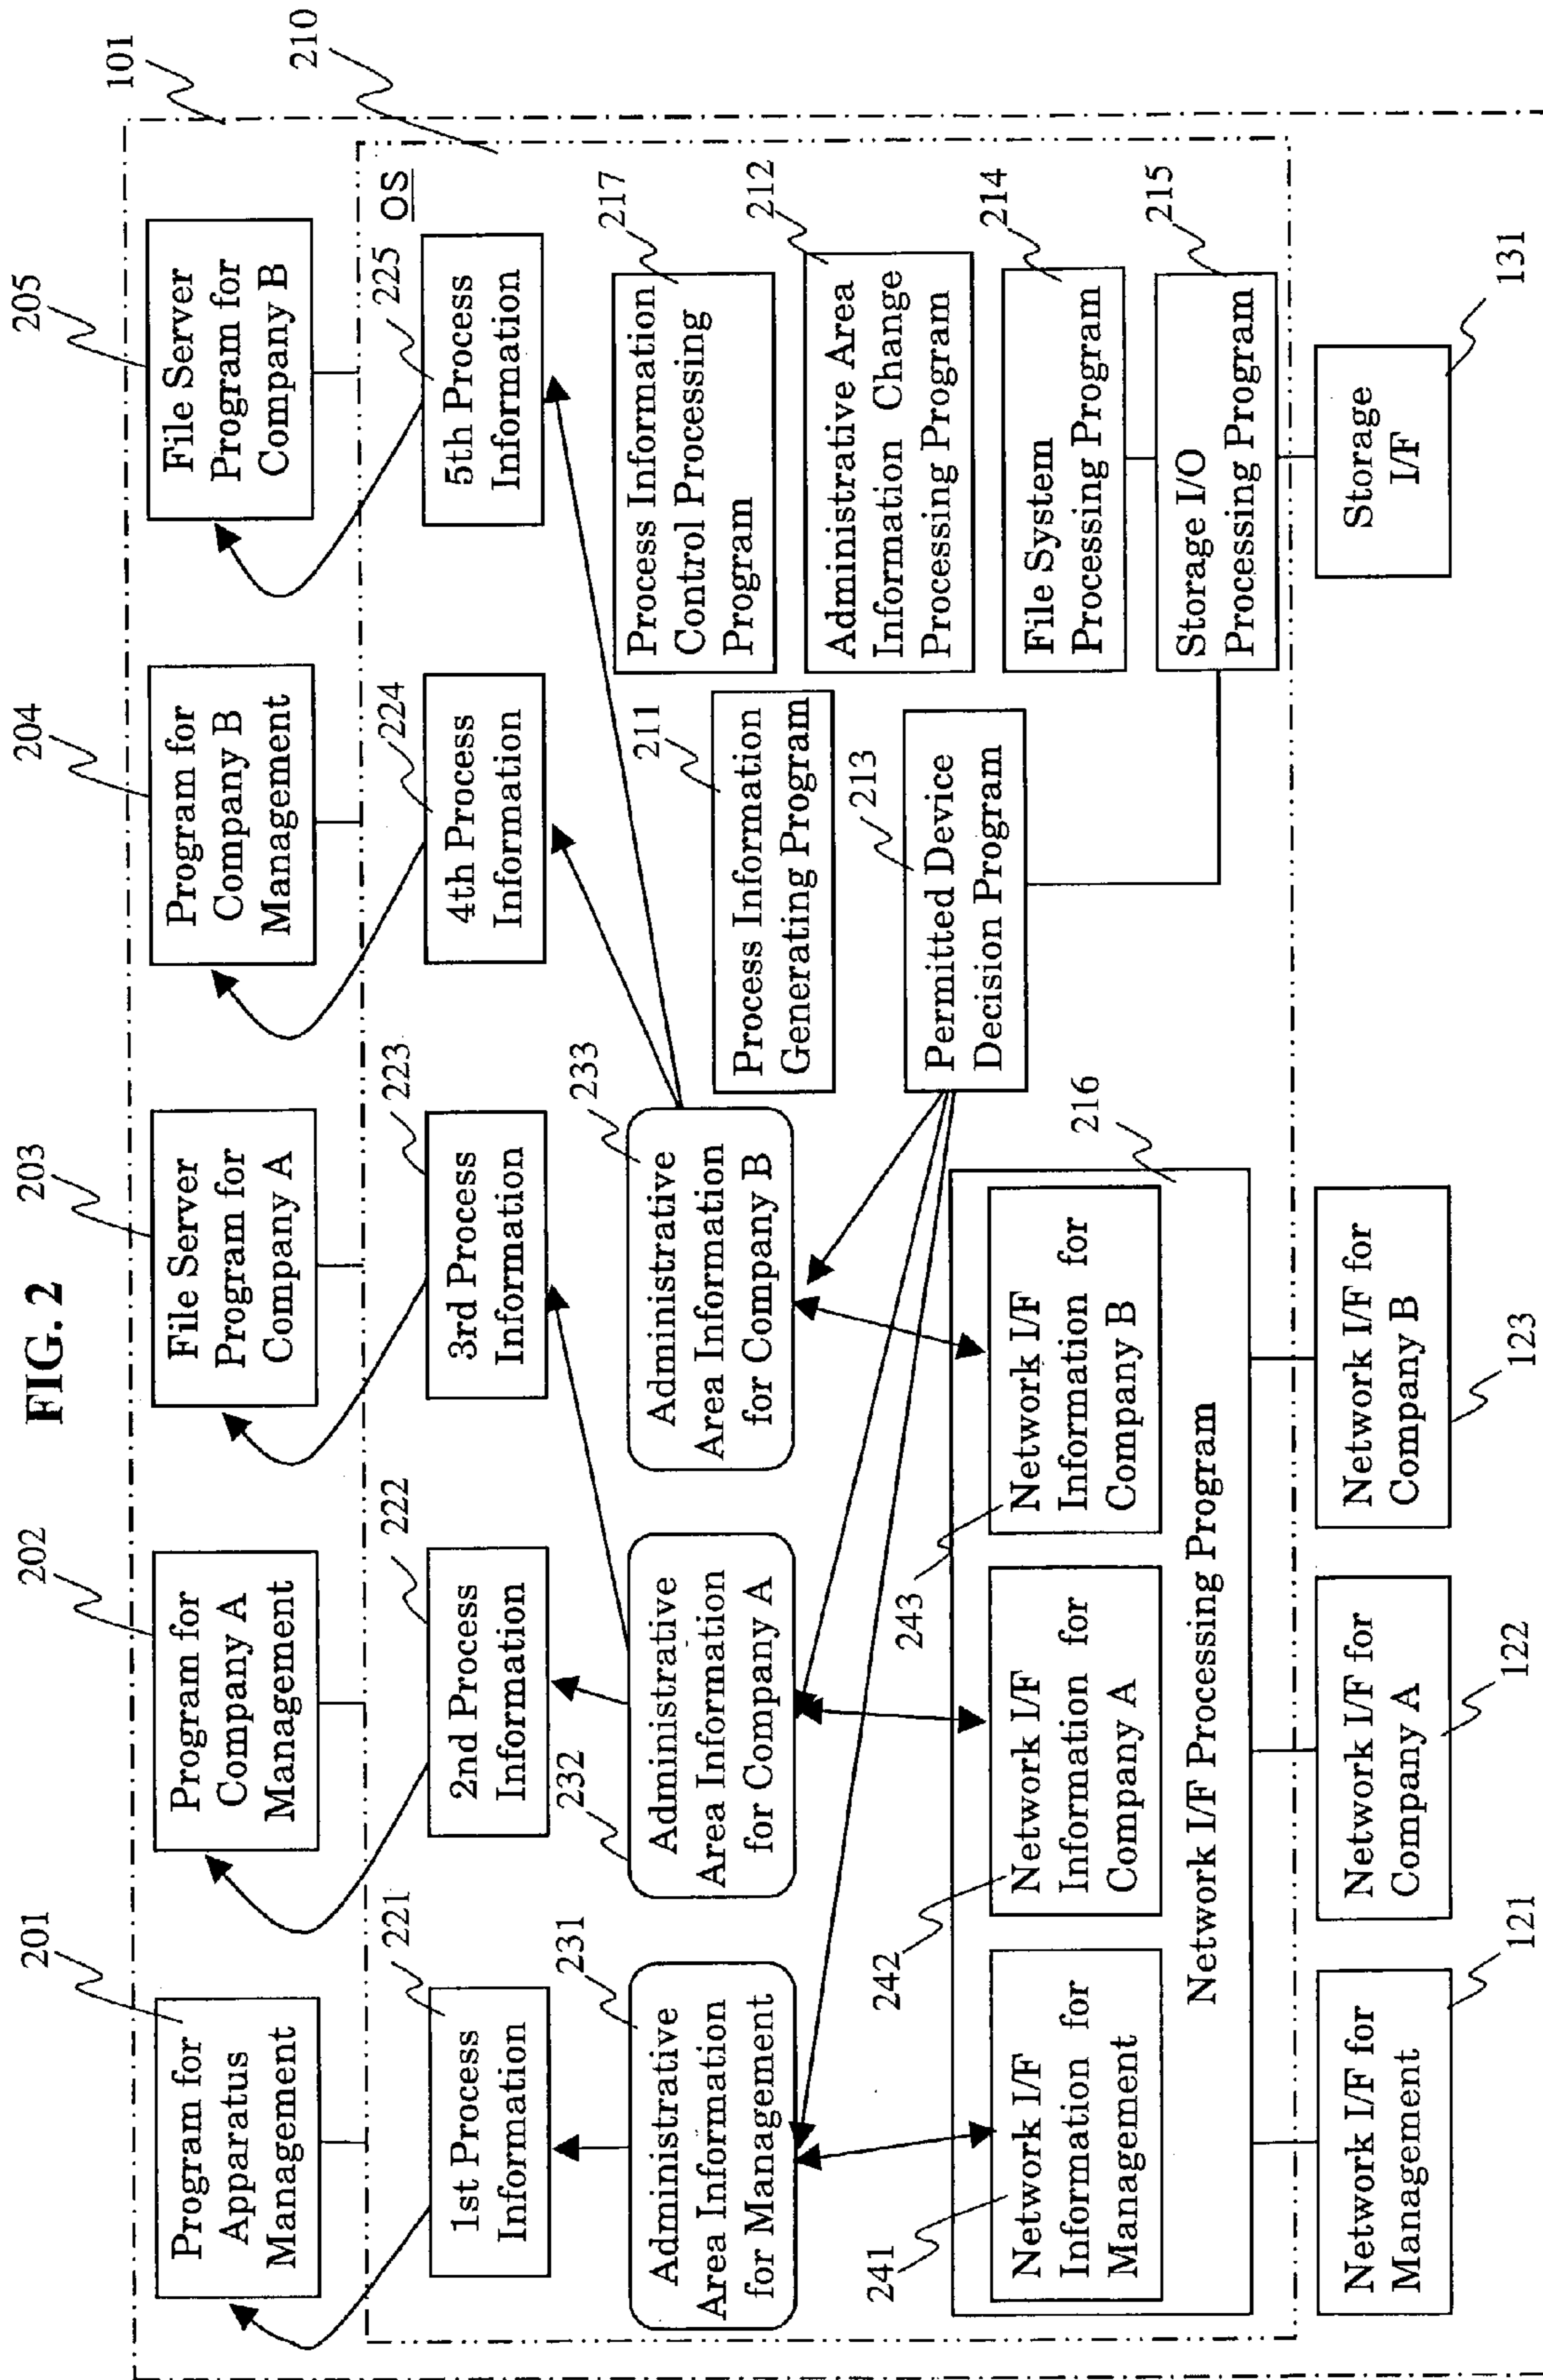 FIG. 2
101
210
201
Program for
Apparatus
Management
202
Program for
Company A
Management
203
File Server
Program for
Company A
204
Program for
Company B
Management
205
File Server
Program for
Company B
OS
221
1st Process
Information
222
2nd Process
Information
223
3rd Process
Information
224
4th Process
Information
225
5th Process
Information
231
Administrative
Area Information
for Management
232
Administrative
Area Information
for Company A
233
Administrative
Area Information
for Company B
211
Process Information
Generating Program
217
Process Information
Control Processing
Program
212
Administrative Area
Information Change
Processing Program
213
Permitted Device
Decision Program
214
File System
Processing Program
215
Storage I/O
Processing Program
216
241
Network I/F
Information for
Management
242
Network I/F
Information for
Company A
243
Network I/F
Information for
Company B
Network I/F Processing Program
Network I/F for
Management
121
Network I/F for
Company A
122
Network I/F for
Company B
123
Storage
I/F
131